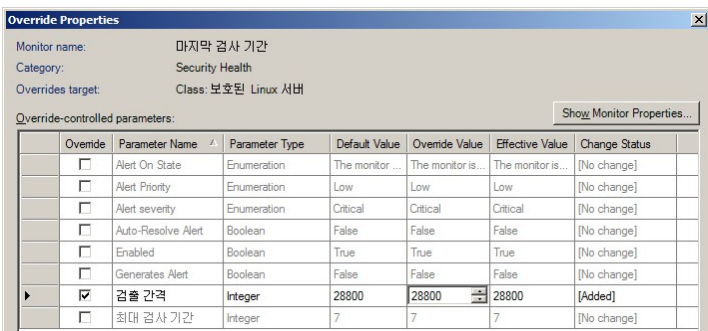 Override Properties
Monitor name: 마지막 검사 기간
Category: Security Health
Overrides target: Class: 보호된 Linux 서버
Override-controlled parameters: Show Monitor Properties...
Override Parameter Name Parameter Type Default Value Override Value Effective Value Change Status
Alert On State Enumeration The monitor ... The monitor is... The monitor is... [No change]
Alert Priority Enumeration Low Low Low [No change]
Alert severity Enumeration Critical Critical Critical [No change]
Auto-Resolve Alert Boolean False False False [No change]
Enabled Boolean True True True [No change]
Generates Alert Boolean False False False [No change]
검출 간격 Integer 28800 28800 28800 [Added]
최대 검사 기간 Integer 7 7 7 [No change]